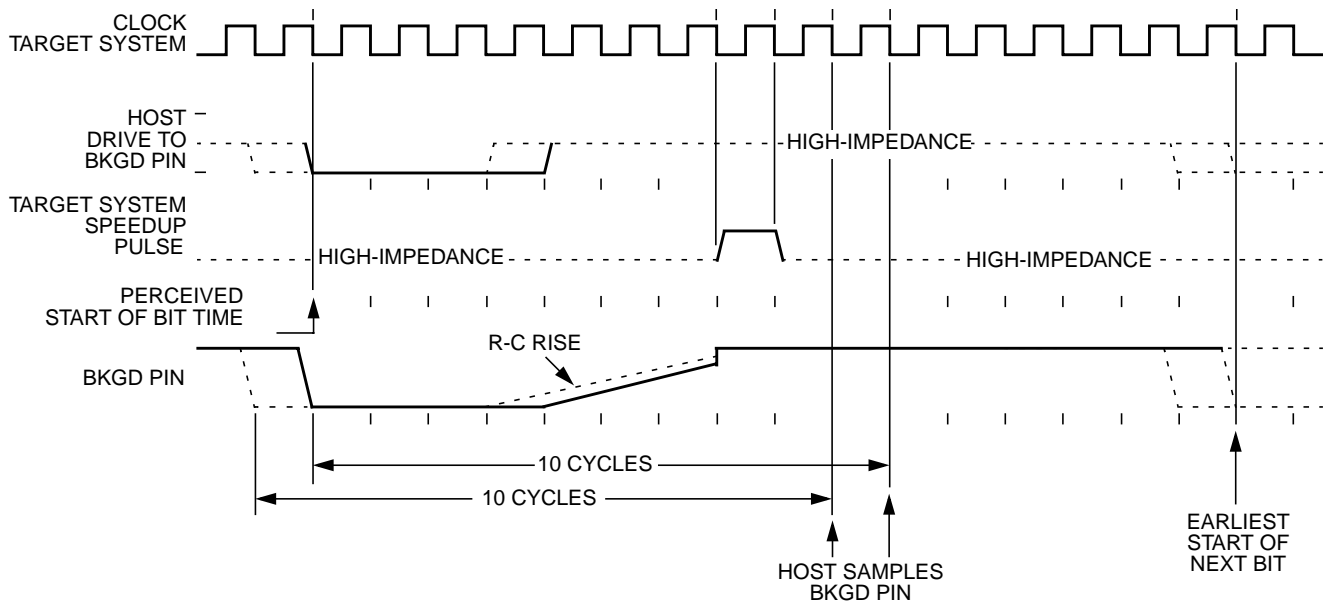 CLOCK
TARGET SYSTEM
HOST
DRIVE TO
BKGD PIN
HIGH-IMPEDANCE
TARGET SYSTEM
SPEEDUP
PULSE
HIGH-IMPEDANCE
HIGH-IMPEDANCE
PERCEIVED
START OF BIT TIME
R-C RISE
BKGD PIN
10 CYCLES
10 CYCLES
EARLIEST
START OF
NEXT BIT
HOST SAMPLES
BKGD PIN